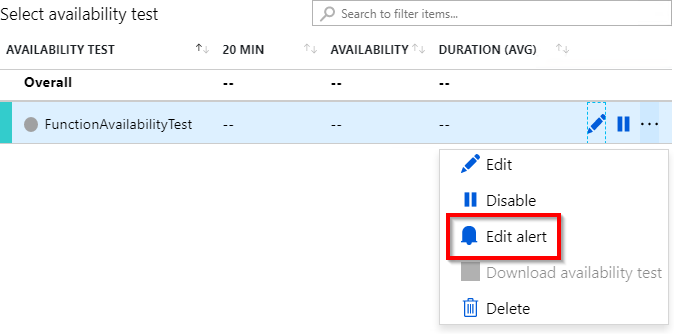 Select availability test
Search to filter items...
AVAILABILITY TEST 20 MIN AVAILABILITY DURATION (AVG)
Overall -- -- --
FunctionAvailabilityTest -- -- -- ...
Edit
Disable
Edit alert
Download availability test
Delete